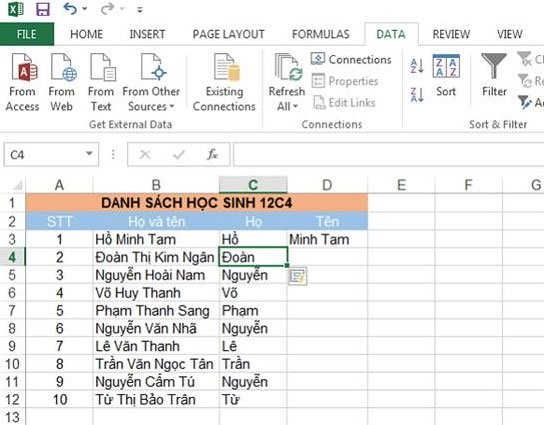 FILE HOME INSERT PAGE LAYOUT FORMULAS DATA REVIEW VIEW
From Access From Web From Text From Other Sources Existing Connections Refresh All Connections Properties Edit Links Sort Filter
Get External Data Connections Sort & Filter
C4 fx
A B C D E F G
1 DANH SÁCH HỌC SINH 12C4
2 STT Họ và tên Họ Tên
3 1 Hồ Minh Tam Hồ Minh Tam
4 2 Đoàn Thị Kim Ngân Đoàn
5 3 Nguyễn Hoài Nam Nguyễn
6 4 Võ Huy Thanh Võ
7 5 Phạm Thanh Sang Phạm
8 6 Nguyễn Văn Nhã Nguyễn
9 7 Lê Văn Thanh Lê
10 8 Trần Văn Ngọc Tân Trần
11 9 Nguyễn Cẩm Tú Nguyễn
12 10 Từ Thị Bảo Trân Từ
13